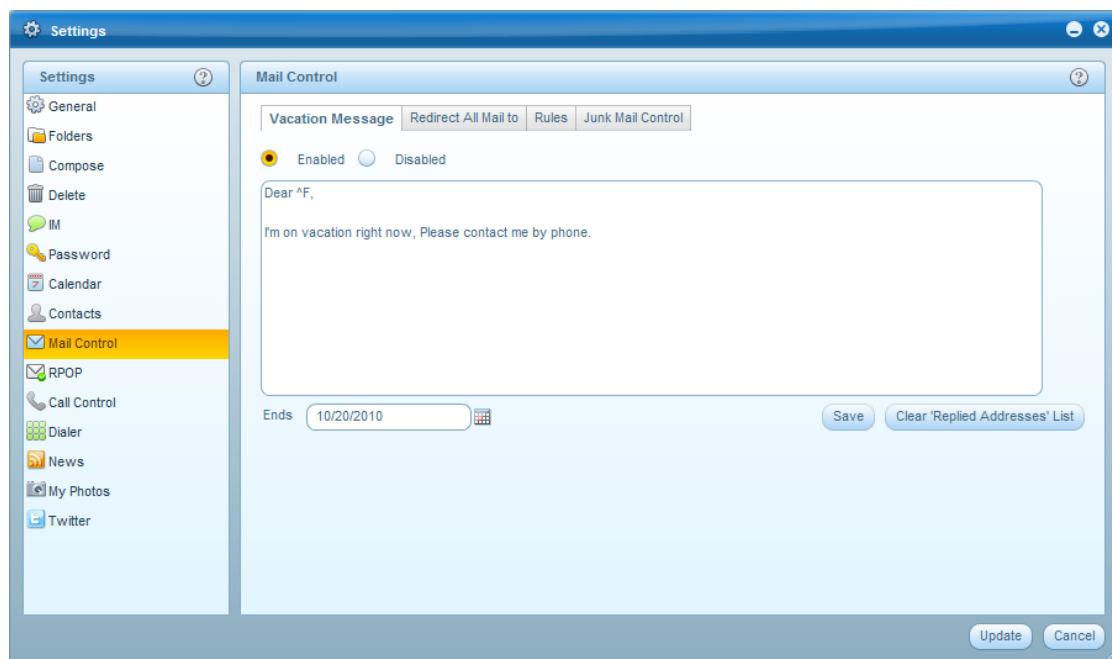 Settings
Settings
General
Folders
Compose
Delete
IM
Password
Calendar
Contacts
Mail Control
RPOP
Call Control
Dialer
News
My Photos
Twitter
Mail Control
Vacation Message Redirect All Mail to Rules Junk Mail Control
Enabled Disabled
Dear ^F,
I'm on vacation right now, Please contact me by phone.
Ends 10/20/2010 Save Clear 'Replied Addresses' List
Update Cancel